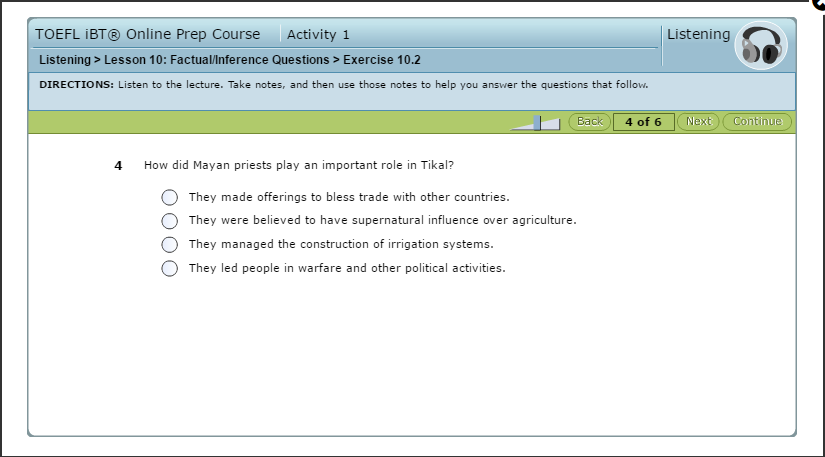 TOEFL iBT® Online Prep Course Activity 1 Listening
Listening > Lesson 10: Factual/Inference Questions > Exercise 10.2
DIRECTIONS: Listen to the lecture. Take notes, and then use those notes to help you answer the questions that follow.
Back 4 of 6 Next Continue
4 How did Mayan priests play an important role in Tikal?
They made offerings to bless trade with other countries.
They were believed to have supernatural influence over agriculture.
They managed the construction of irrigation systems.
They led people in warfare and other political activities.